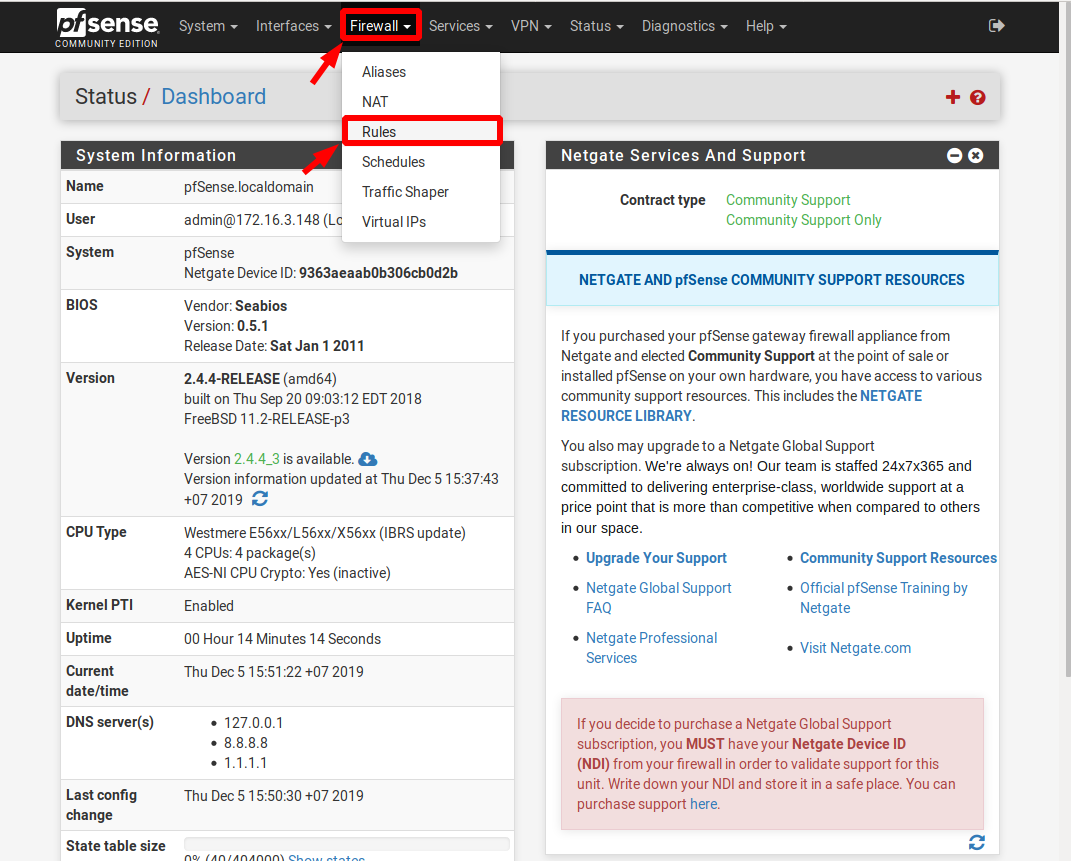 pfsense
COMMUNITY EDITION
System Interfaces Firewall Services VPN Status Diagnostics Help
Aliases
NAT
Rules
Schedules
Traffic Shaper
Virtual IPs
Status / Dashboard
System Information
Name pfSense.localdomain
User admin@172.16.3.148 (Lo
System pfSense
Netgate Device ID: 9363aeaab0b306cb0d2b
BIOS Vendor: Seabios
Version: 0.5.1
Release Date: Sat Jan 1 2011
Version 2.4.4-RELEASE (amd64)
built on Thu Sep 20 09:03:12 EDT 2018
FreeBSD 11.2-RELEASE-p3
Version 2.4.4_3 is available.
Version information updated at Thu Dec 5 15:37:43
+07 2019
CPU Type Westmere E56xx/L56xx/X56xx (IBRS update)
4 CPUs: 4 package(s)
AES-NI CPU Crypto: Yes (inactive)
Kernel PTI Enabled
Uptime 00 Hour 14 Minutes 14 Seconds
Current Thu Dec 5 15:51:22 +07 2019
date/time
DNS server(s) • 127.0.0.1
• 8.8.8.8
• 1.1.1.1
Last config Thu Dec 5 15:50:30 +07 2019
change
State table size
0% (40/404000) Show states
Netgate Services And Support
Contract type Community Support
Community Support Only
NETGATE AND pfSense COMMUNITY SUPPORT RESOURCES
If you purchased your pfSense gateway firewall appliance from
Netgate and elected Community Support at the point of sale or
installed pfSense on your own hardware, you have access to various
community support resources. This includes the NETGATE
RESOURCE LIBRARY.
You also may upgrade to a Netgate Global Support
subscription. We're always on! Our team is staffed 24x7x365 and
committed to delivering enterprise-class, worldwide support at a
price point that is more than competitive when compared to others
in our space.
• Upgrade Your Support
• Netgate Global Support
FAQ
• Netgate Professional
Services
• Community Support Resources
• Official pfSense Training by
Netgate
• Visit Netgate.com
If you decide to purchase a Netgate Global Support
subscription, you MUST have your Netgate Device ID
(NDI) from your firewall in order to validate support for this
unit. Write down your NDI and store it in a safe place. You can
purchase support here.